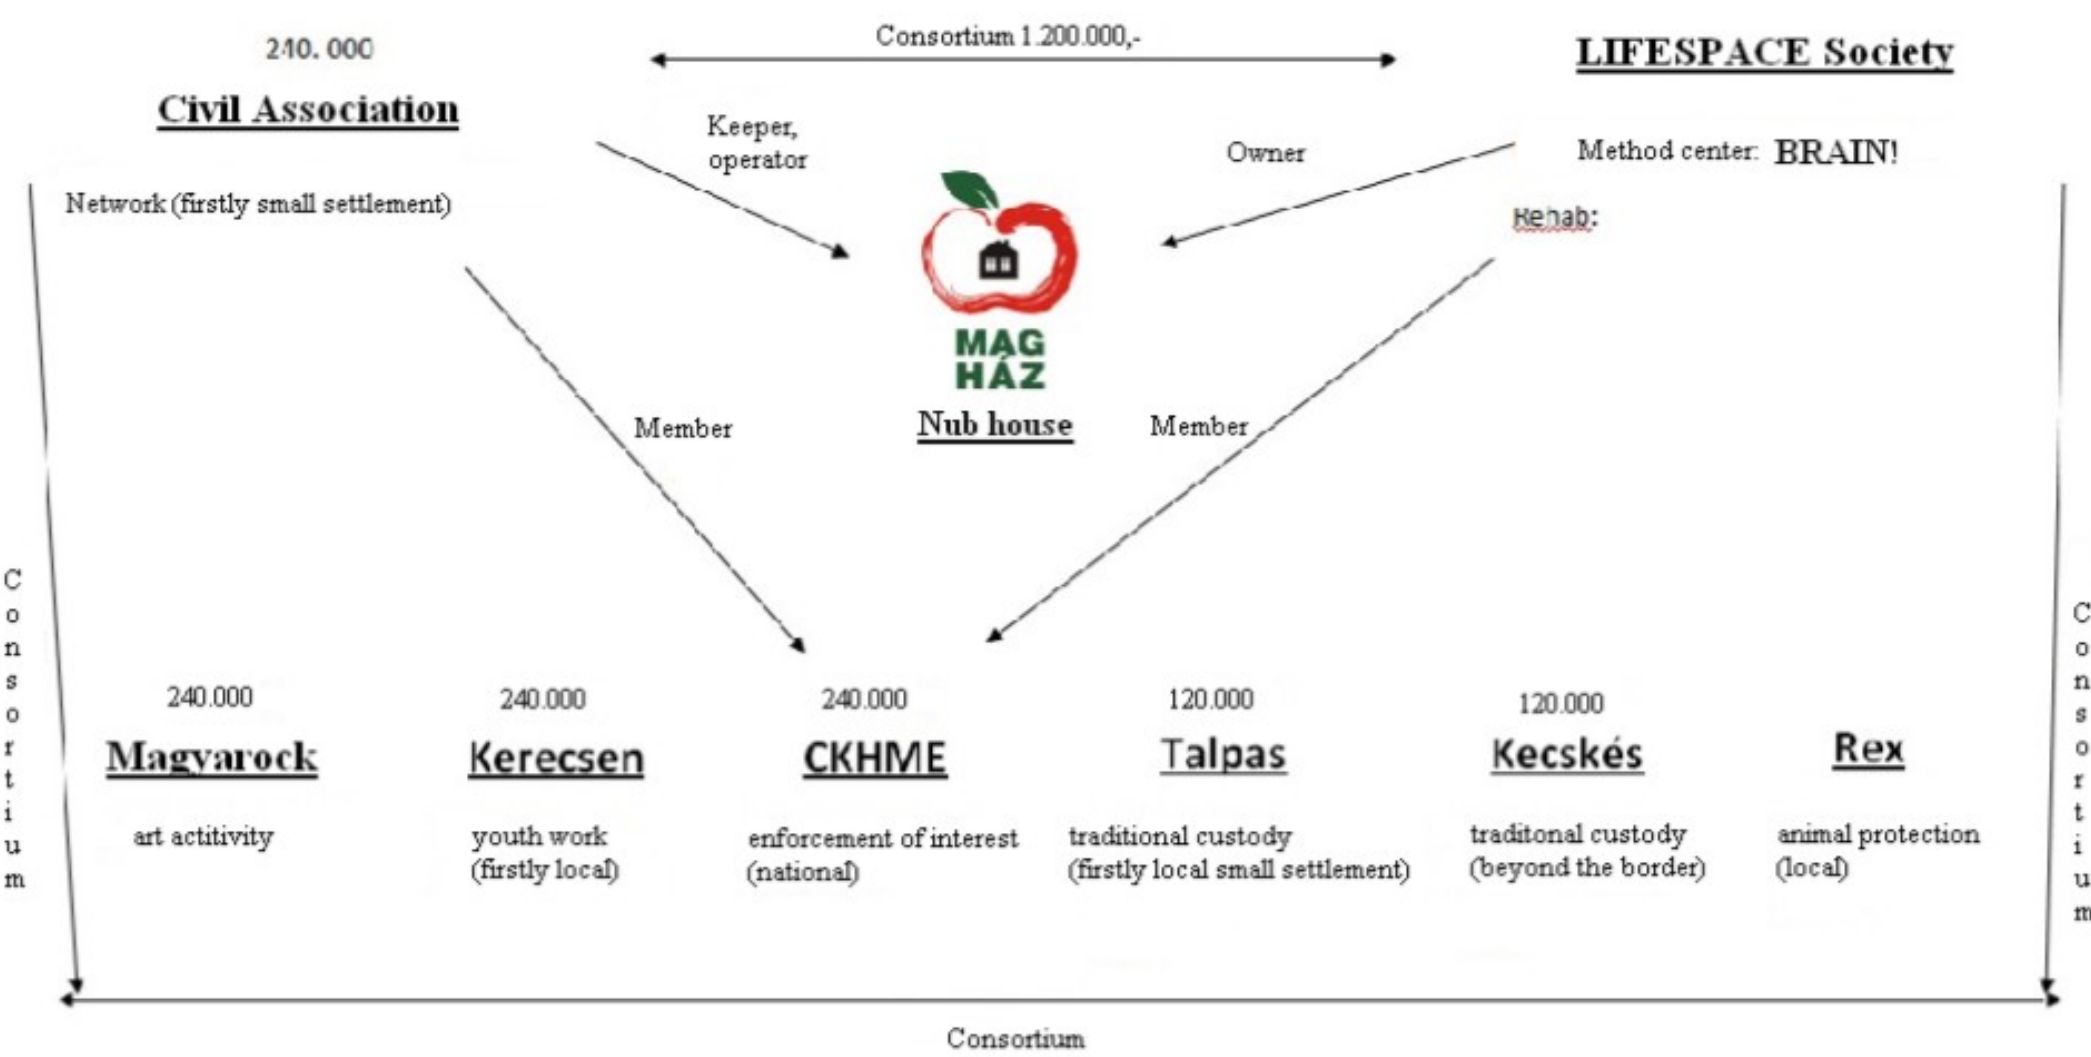 Consortium 1.200.000,-
240. 000
Civil Association
Network (firstly small settlement)
Keeper,
operator
Owner
LIFESPACE Society
Method center: BRAIN!
Rehab:
MAG
HÁZ
Nub house
Member
Member
Consortium
Consortium
240.000
Magyarock
art actitivity
240.000
Kerecsen
youth work
(firstly local)
240.000
CKHME
enforcement of interest
(national)
120.000
Talpas
traditional custody
(firstly local small settlement)
120.000
Kecskés
traditonal custody
(beyond the border)
Rex
animal protection
(local)
Consortium